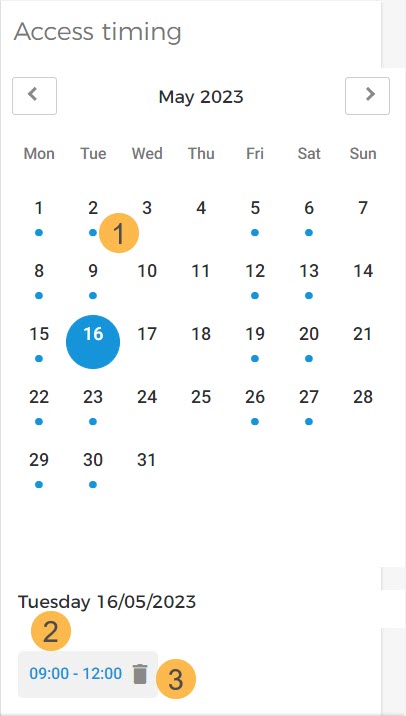 Access timing
May 2023
Mon Tue Wed Thu Fri Sat Sun
1 2 3 4 5 6 7
1
8 9 10 11 12 13 14
15 16 17 18 19 20 21
22 23 24 25 26 27 28
29 30 31
Tuesday 16/05/2023
2
09:00 - 12:00
3